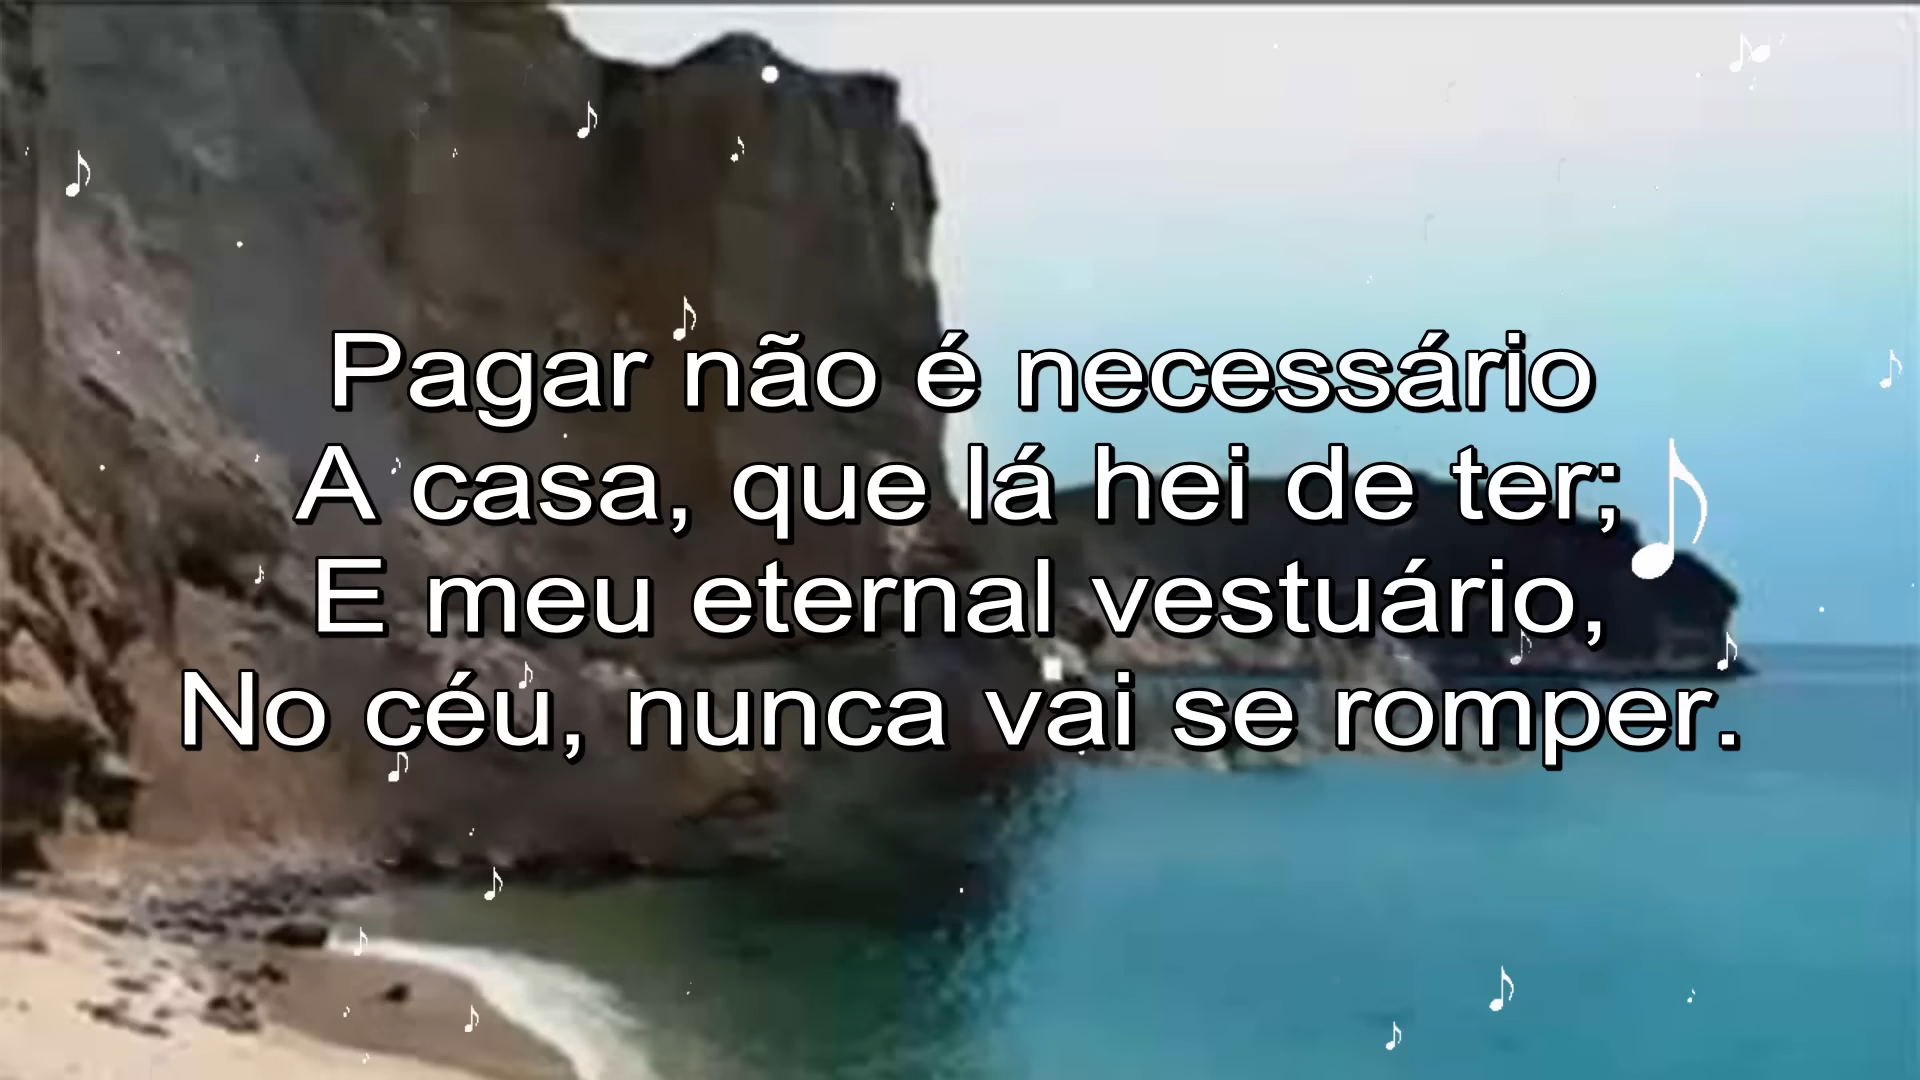 Pagar não é necessário
A casa, que lá hei de ter;
E meu eternal vestuário,
No céu, nunca vai se romper.